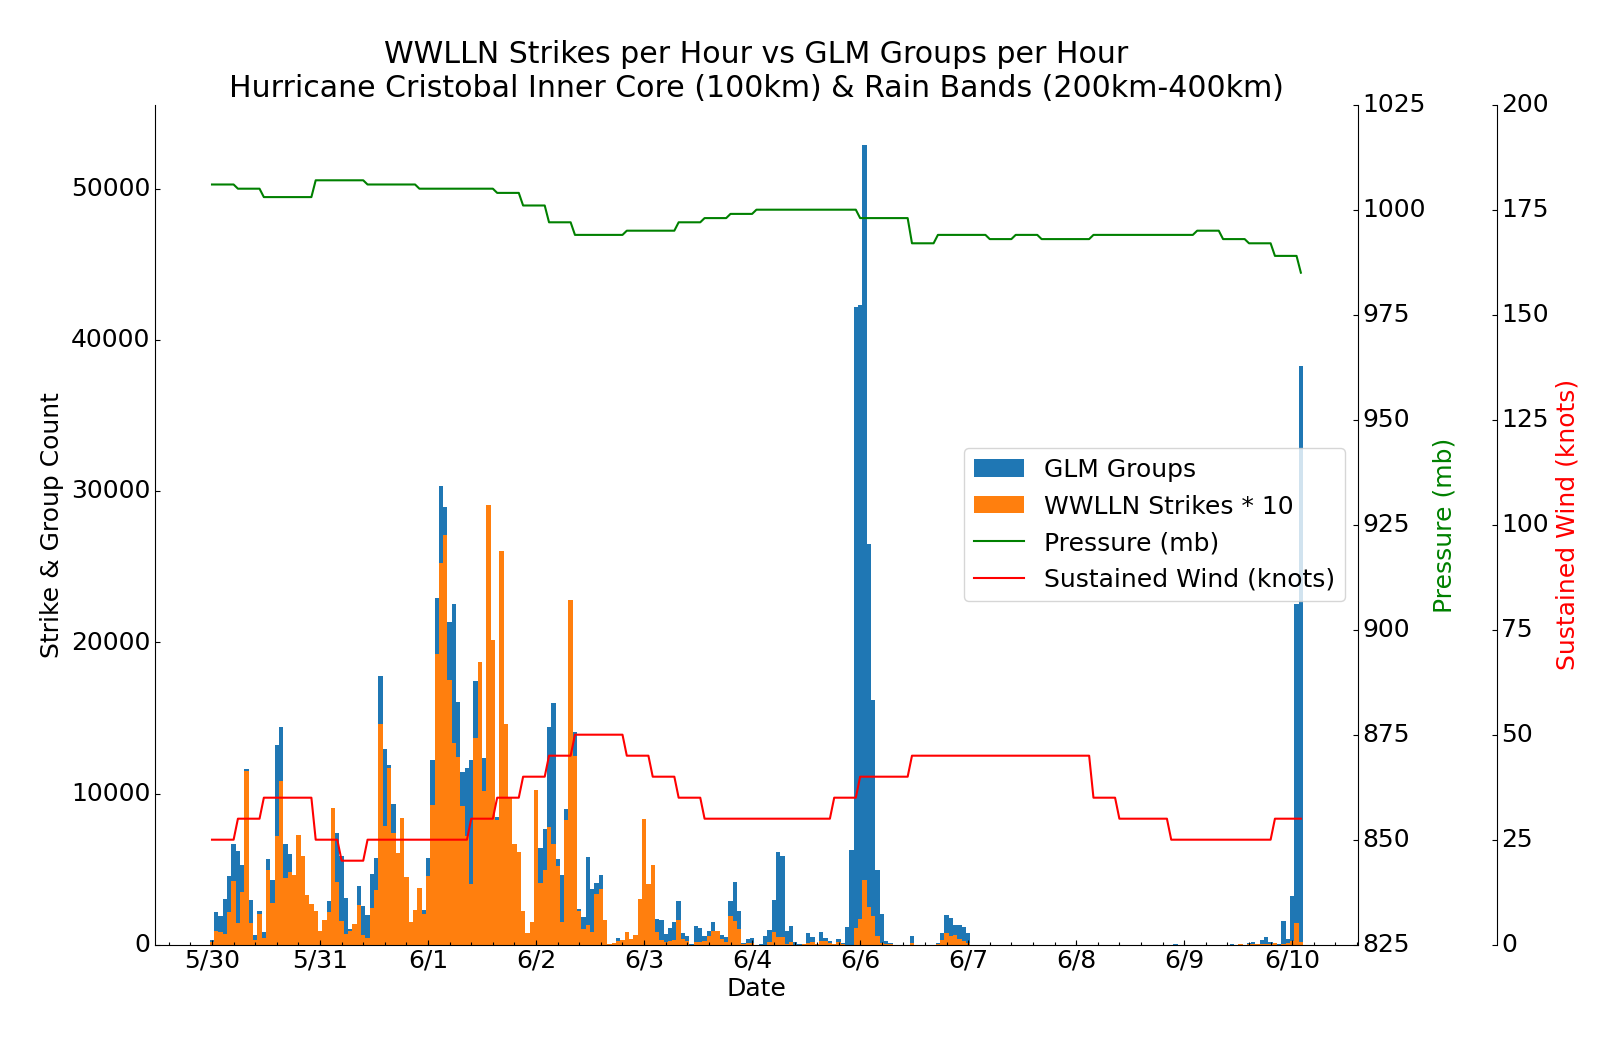 WWLLN Strikes per Hour vs GLM Groups per Hour
Hurricane Cristobal Inner Core (100km) & Rain Bands (200km-400km)
Strike & Group Count
50000
40000
30000
20000
10000
0
5/30 5/31 6/1 6/2 6/3 6/4 6/6 6/7 6/8 6/9 6/10
Date
GLM Groups
WWLLN Strikes * 10
Pressure (mb)
Sustained Wind (knots)
1025
1000
975
950
925
900
875
850
825
Pressure (mb)
200
175
150
125
100
75
50
25
0
Sustained Wind (knots)